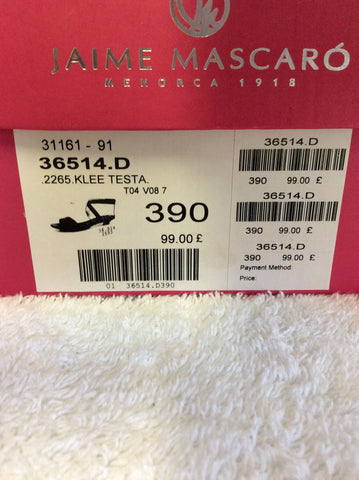 JAIME MASCARÓ
MENORCA 1918
31161 - 91
36514.D
.2265.KLEE TESTA.
T04 V08 7
390
99.00 £
01 36514.D390
36514.D
390 99.00 £
36514.D
390 99.00 £
36514.D
390 99.00 £
Payment Method:
Price: